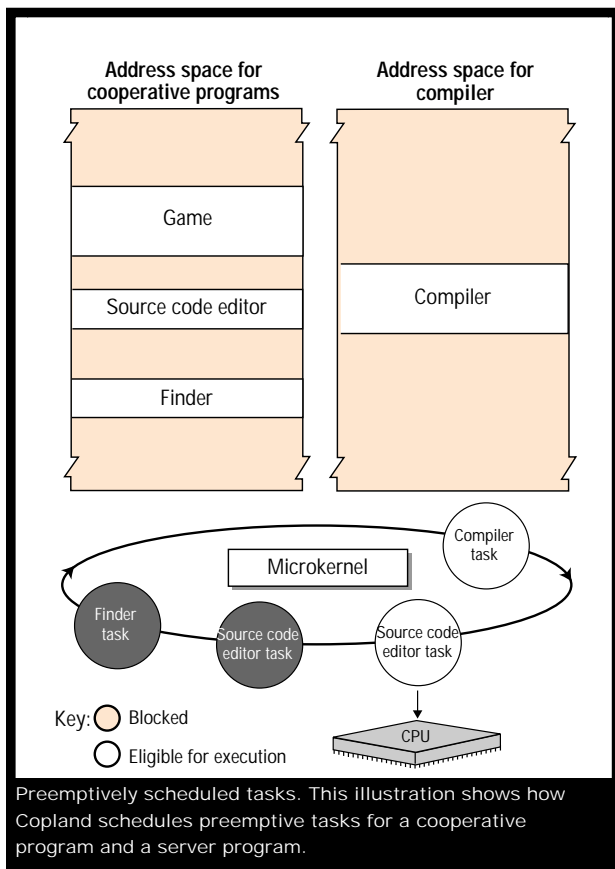 Address space for
cooperative programs
Address space for
compiler
Game
Source code editor
Finder
Compiler
Compiler
task
Microkernel
Finder
task
Source code
editor task
Source code
editor task
Key:
Blocked
Eligible for execution
CPU
Preemptively scheduled tasks. This illustration shows how
Copland schedules preemptive tasks for a cooperative
program and a server program.